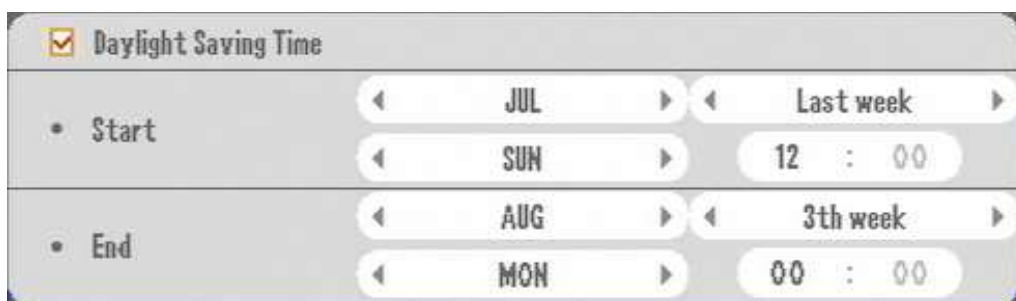 Daylight Saving Time
JUL Last week
• Start
SUN 12 : 00
AUG 3th week
• End
MON 00 : 00